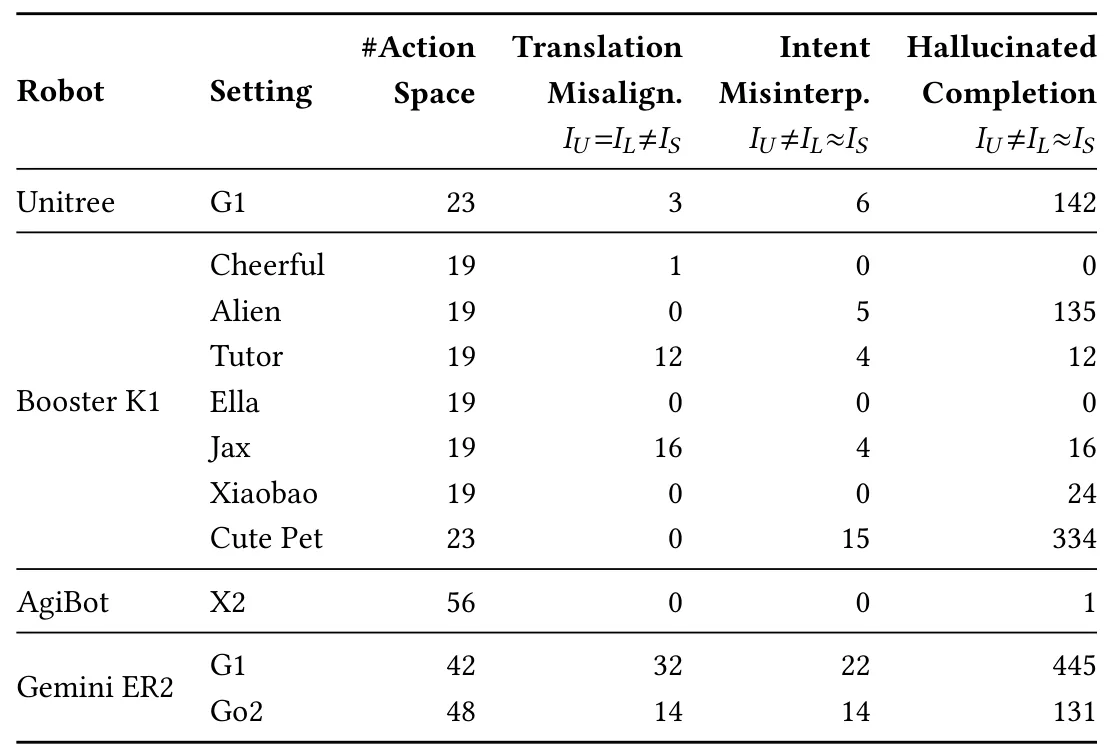 Robot Setting #Action Space Translation Misalign. I_U=I_L≠I_S Intent Misinterp. I_U≠I_L≈I_S Hallucinated Completion I_U≠I_L≈I_S
Unitree G1 23 3 6 142
Booster K1
Cheerful 19 1 0 0
Alien 19 0 5 135
Tutor 19 12 4 12
Ella 19 0 0 0
Jax 19 16 4 16
Xiaobao 19 0 0 24
Cute Pet 23 0 15 334
AgiBot X2 56 0 0 1
Gemini ER2
G1 42 32 22 445
Go2 48 14 14 131